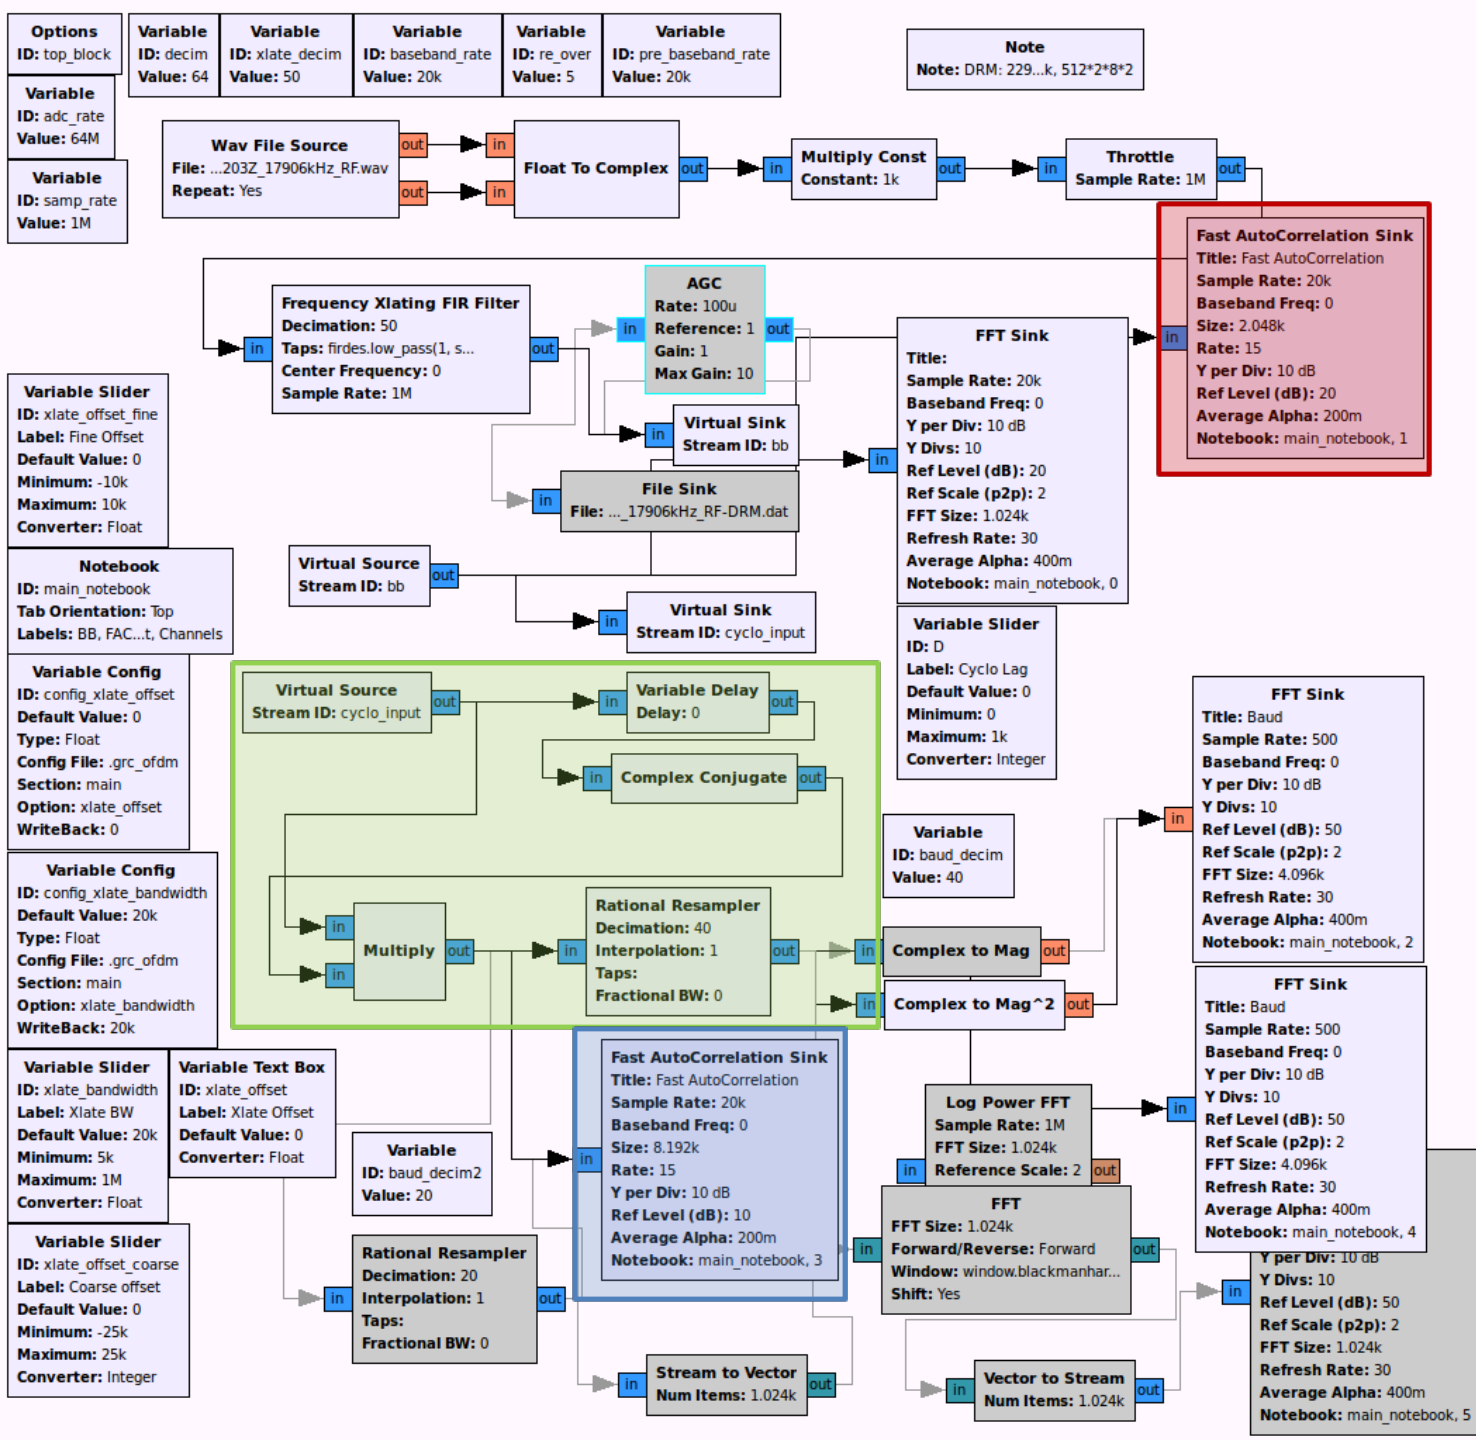 Options
ID: top_block
Variable
ID: decim
Value: 64
Variable
ID: xlate_decim
Value: 50
Variable
ID: baseband_rate
Value: 20k
Variable
ID: re_over
Value: 5
Variable
ID: pre_baseband_rate
Value: 20k
Note
Note: DRM: 229...k, 512*2*8*2
Variable
ID: adc_rate
Value: 64M
Variable
ID: samp_rate
Value: 1M
Wav File Source
File: ...203Z_17906kHz_RF.wav
Repeat: Yes
out
out
in
in
Float To Complex
out
in
Multiply Const
Constant: 1k
out
in
Throttle
Sample Rate: 1M
out
Fast AutoCorrelation Sink
Title: Fast AutoCorrelation
Sample Rate: 20k
Baseband Freq: 0
Size: 2.048k
Rate: 15
Y per Div: 10 dB
Ref Level (dB): 20
Average Alpha: 200m
Notebook: main_notebook, 1
in
in
Frequency Xlating FIR Filter
Decimation: 50
Taps: firdes.low_pass(1, s...
Center Frequency: 0
Sample Rate: 1M
out
in
AGC
Rate: 100u
Reference: 1
Gain: 1
Max Gain: 10
out
in
Virtual Sink
Stream ID: bb
in
File Sink
File: ..._17906kHz_RF-DRM.dat
in
FFT Sink
Title:
Sample Rate: 20k
Baseband Freq: 0
Y per Div: 10 dB
Y Divs: 10
Ref Level (dB): 20
Ref Scale (p2p): 2
FFT Size: 1.024k
Refresh Rate: 30
Average Alpha: 400m
Notebook: main_notebook, 0
Variable Slider
ID: xlate_offset_fine
Label: Fine Offset
Default Value: 0
Minimum: -10k
Maximum: 10k
Converter: Float
Virtual Source
Stream ID: bb
out
in
Virtual Sink
Stream ID: cyclo_input
Notebook
ID: main_notebook
Tab Orientation: Top
Labels: BB, FAC...t, Channels
Variable Slider
ID: D
Label: Cyclo Lag
Default Value: 0
Minimum: 0
Maximum: 1k
Converter: Integer
Variable Config
ID: config_xlate_offset
Default Value: 0
Type: Float
Config File: .grc_ofdm
Section: main
Option: xlate_offset
WriteBack: 0
Virtual Source
Stream ID: cyclo_input
out
in
Variable Delay
Delay: 0
out
in
Complex Conjugate
out
in
in
Multiply
out
in
Rational Resampler
Decimation: 40
Interpolation: 1
Taps:
Fractional BW: 0
out
Variable
ID: baud_decim
Value: 40
in
Complex to Mag
out
in
Complex to Mag^2
out
in
FFT Sink
Title: Baud
Sample Rate: 500
Baseband Freq: 0
Y per Div: 10 dB
Y Divs: 10
Ref Level (dB): 50
Ref Scale (p2p): 2
FFT Size: 4.096k
Refresh Rate: 30
Average Alpha: 400m
Notebook: main_notebook, 2
Variable Config
ID: config_xlate_bandwidth
Default Value: 20k
Type: Float
Config File: .grc_ofdm
Section: main
Option: xlate_bandwidth
WriteBack: 20k
Variable Slider
ID: xlate_bandwidth
Label: Xlate BW
Default Value: 20k
Minimum: 5k
Maximum: 1M
Converter: Float
Variable Text Box
ID: xlate_offset
Label: Xlate Offset
Default Value: 0
Converter: Float
Variable
ID: baud_decim2
Value: 20
in
Fast AutoCorrelation Sink
Title: Fast AutoCorrelation
Sample Rate: 20k
Baseband Freq: 0
Size: 8.192k
Rate: 15
Y per Div: 10 dB
Ref Level (dB): 10
Average Alpha: 200m
Notebook: main_notebook, 3
in
Log Power FFT
Sample Rate: 1M
FFT Size: 1.024k
Reference Scale: 2
out
in
FFT Sink
Title: Baud
Sample Rate: 500
Baseband Freq: 0
Y per Div: 10 dB
Y Divs: 10
Ref Level (dB): 50
Ref Scale (p2p): 2
FFT Size: 4.096k
Refresh Rate: 30
Average Alpha: 400m
Notebook: main_notebook, 4
in
FFT
FFT Size: 1.024k
Forward/Reverse: Forward
Window: window.blackmanhar...
Shift: Yes
out
Variable Slider
ID: xlate_offset_coarse
Label: Coarse offset
Default Value: 0
Minimum: -25k
Maximum: 25k
Converter: Integer
in
Rational Resampler
Decimation: 20
Interpolation: 1
Taps:
Fractional BW: 0
out
in
Stream to Vector
Num Items: 1.024k
out
in
Vector to Stream
Num Items: 1.024k
out
in
Y per Div: 10 dB
Y Divs: 10
Ref Level (dB): 50
Ref Scale (p2p): 2
FFT Size: 1.024k
Refresh Rate: 30
Average Alpha: 400m
Notebook: main_notebook, 5